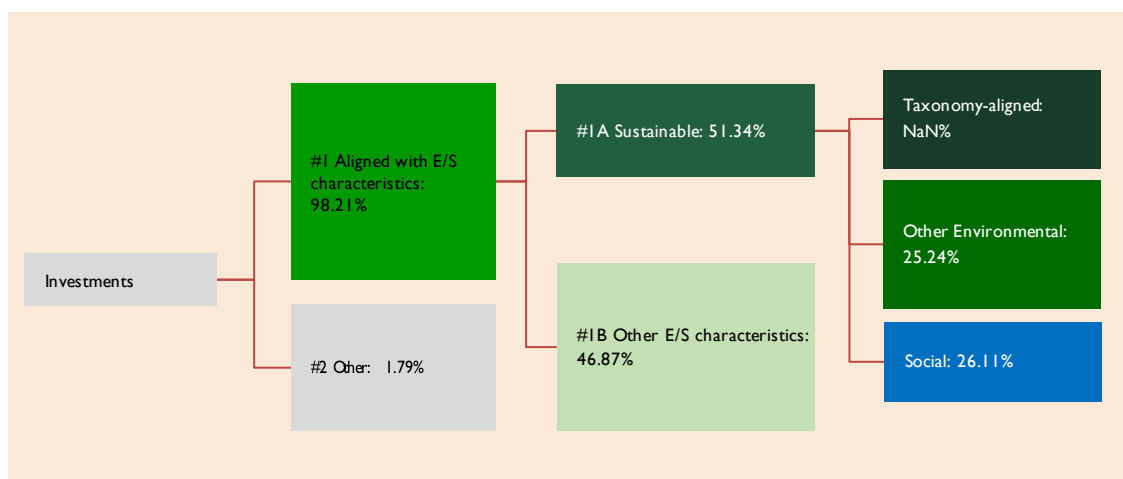 Investments
#1 Aligned with E/S
characteristics:
98.21%
#2 Other: 1.79%
#1A Sustainable: 51.34%
#1B Other E/S characteristics:
46.87%
Taxonomy-aligned:
NaN%
Other Environmental:
25.24%
Social: 26.11%